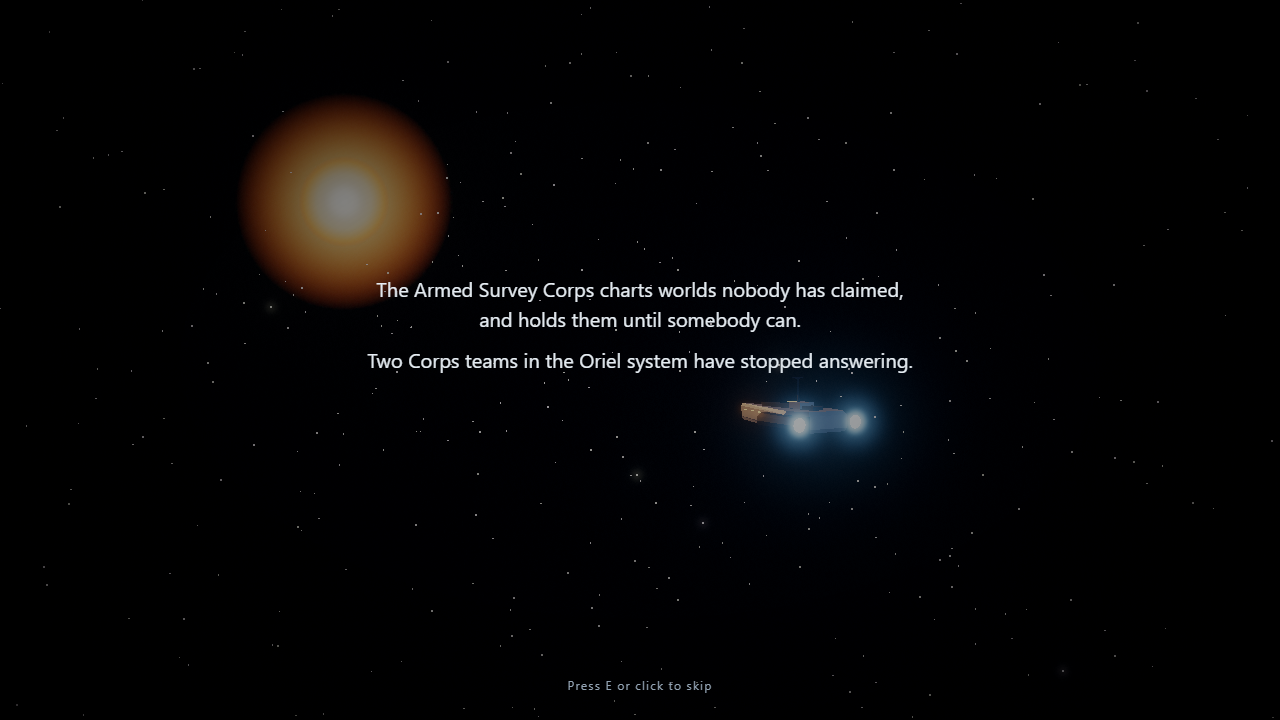 The Armed Survey Corps charts worlds nobody has claimed,
and holds them until somebody can.
Two Corps teams in the Oriel system have stopped answering.
Press E or click to skip